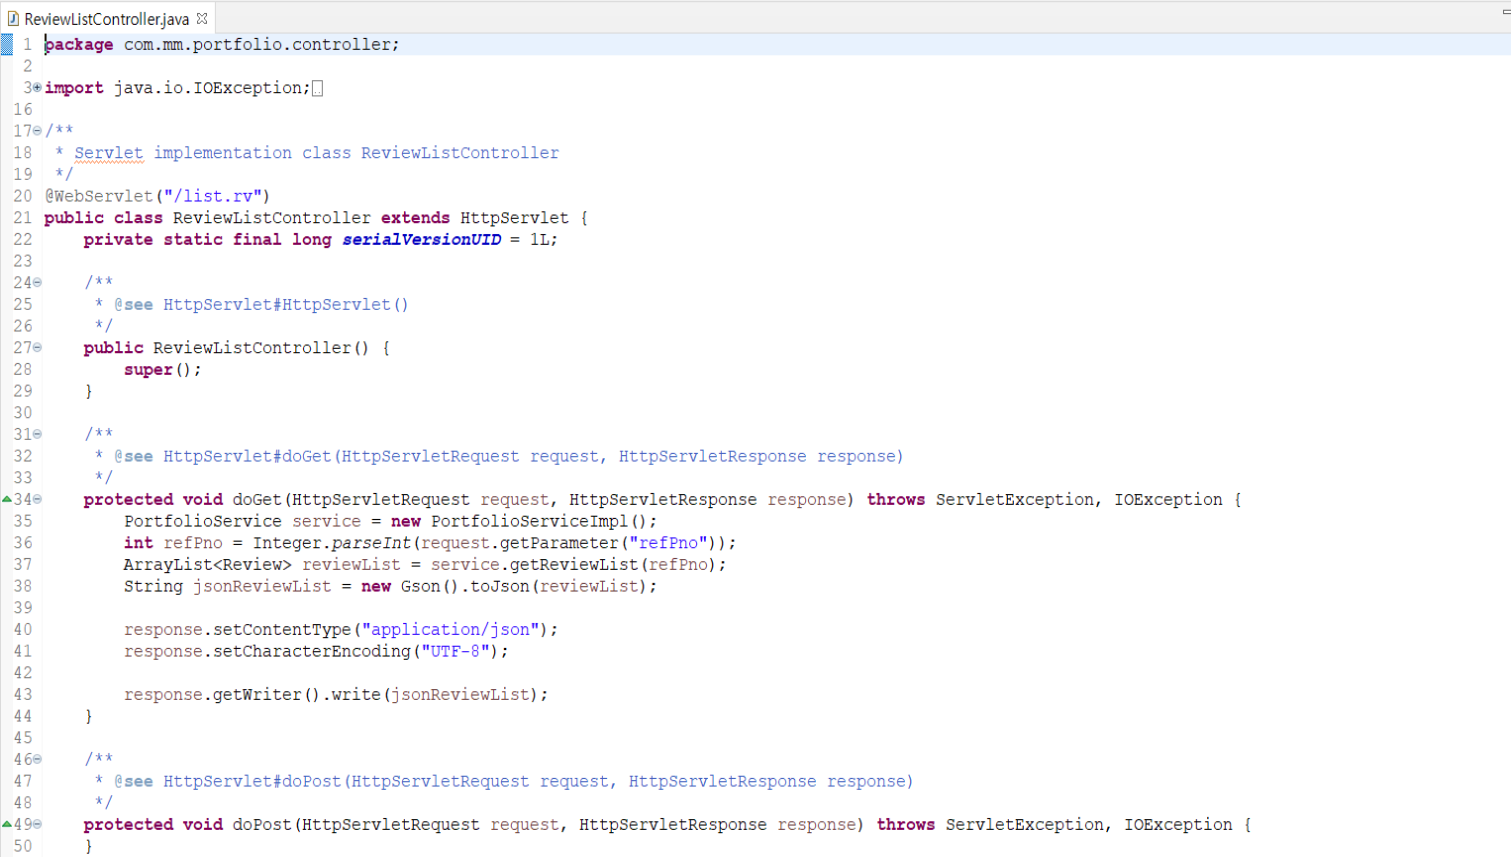 ReviewListController.java
1 package com.mm.portfolio.controller;
2
3 import java.io.IOException;
16
17 /**
18 * Servlet implementation class ReviewListController
19 */
20 @WebServlet("/list.rv")
21 public class ReviewListController extends HttpServlet {
22 private static final long serialVersionUID = 1L;
23
24 /**
25 * @see HttpServlet#HttpServlet()
26 */
27 public ReviewListController() {
28 super();
29 }
30
31 /**
32 * @see HttpServlet#doGet(HttpServletRequest request, HttpServletResponse response)
33 */
34 protected void doGet(HttpServletRequest request, HttpServletResponse response) throws ServletException, IOException {
35 PortfolioService service = new PortfolioServiceImpl();
36 int refPno = Integer.parseInt(request.getParameter("refPno"));
37 ArrayList<Review> reviewList = service.getReviewList(refPno);
38 String jsonReviewList = new Gson().toJson(reviewList);
39
40 response.setContentType("application/json");
41 response.setCharacterEncoding("UTF-8");
42
43 response.getWriter().write(jsonReviewList);
44 }
45
46 /**
47 * @see HttpServlet#doPost(HttpServletRequest request, HttpServletResponse response)
48 */
49 protected void doPost(HttpServletRequest request, HttpServletResponse response) throws ServletException, IOException {
50 }